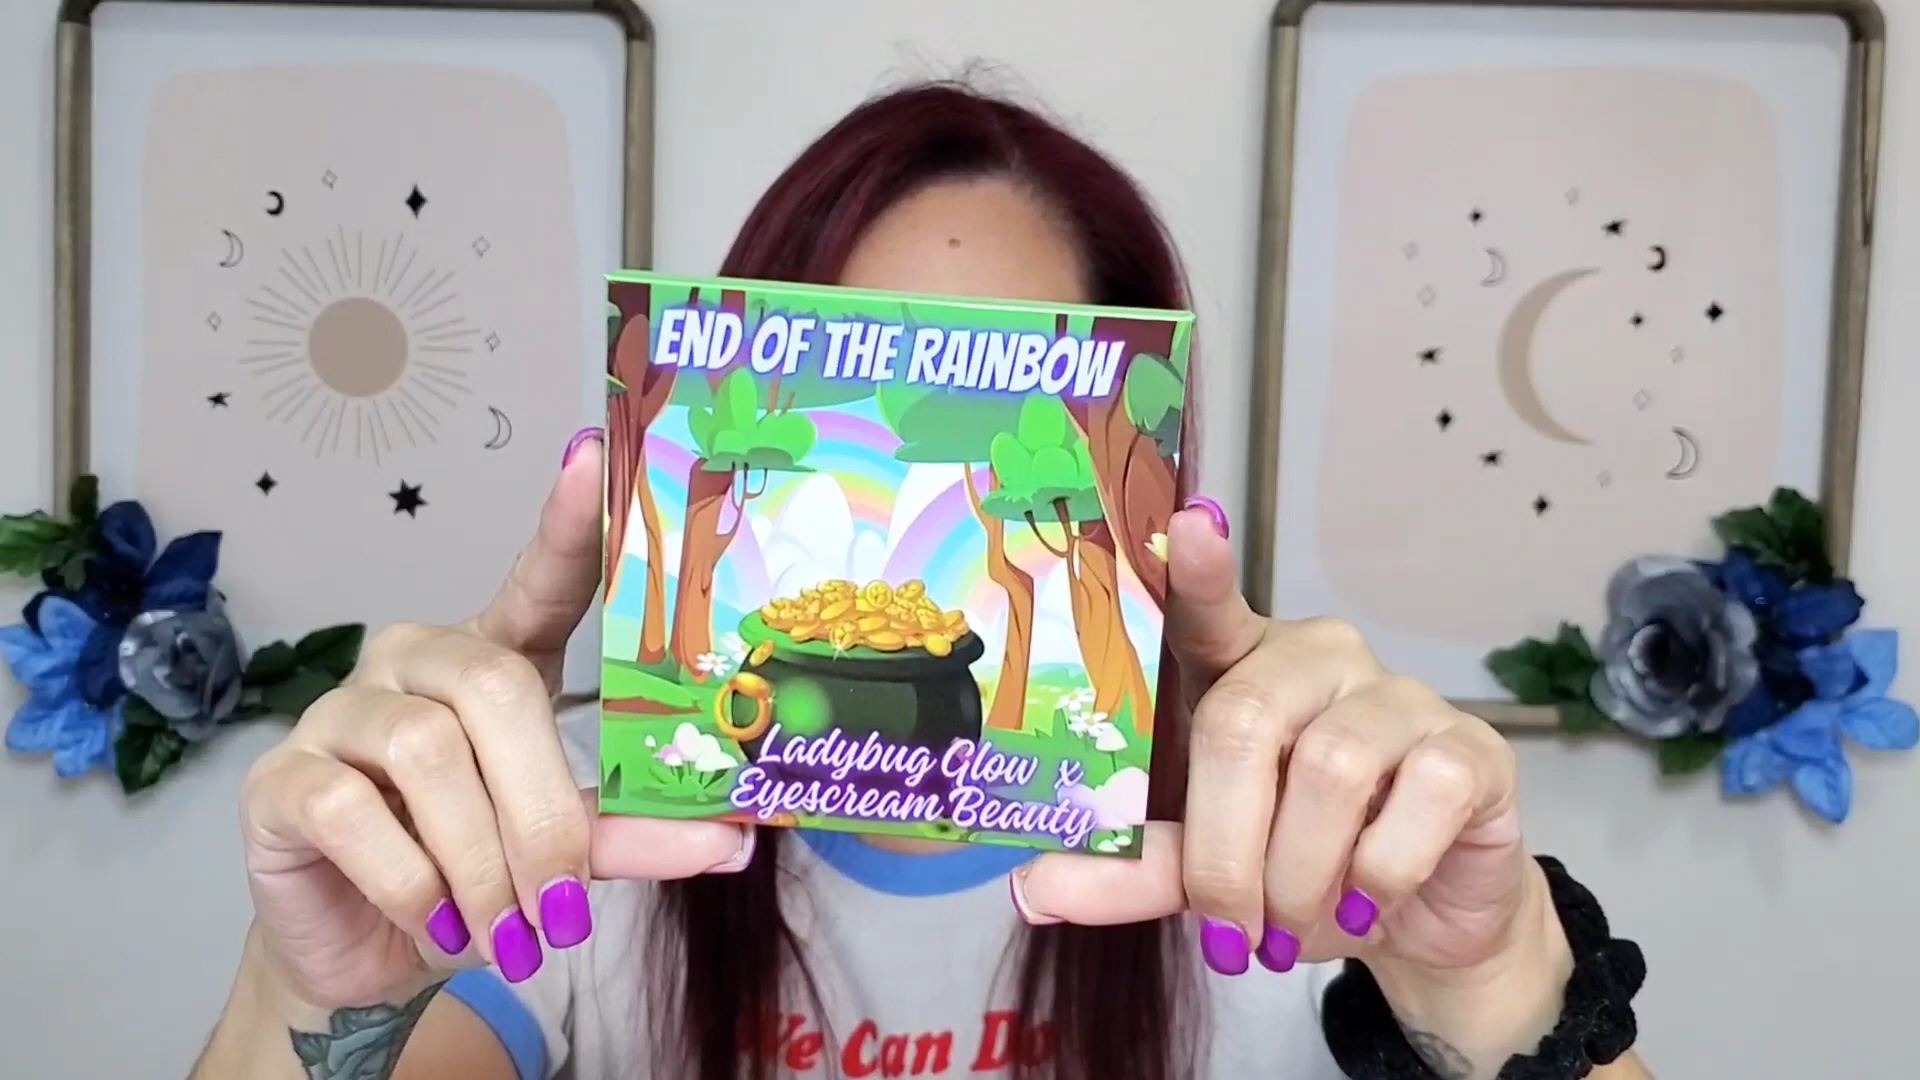 END OF THE RAINBOW
Ladybug Glow x
Eyescream Beauty
We Can Do